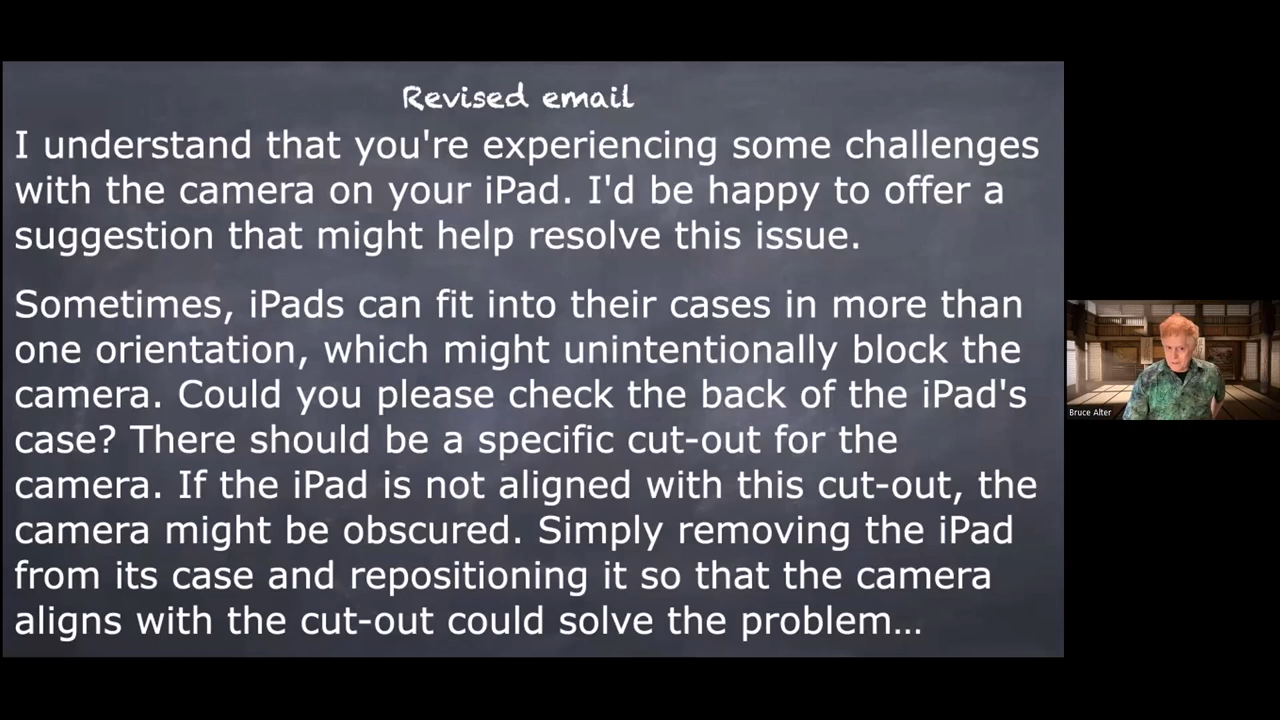 Revised email
I understand that you're experiencing some challenges
with the camera on your iPad. I'd be happy to offer a
suggestion that might help resolve this issue.
Sometimes, iPads can fit into their cases in more than
one orientation, which might unintentionally block the
camera. Could you please check the back of the iPad's
case? There should be a specific cut-out for the
camera. If the iPad is not aligned with this cut-out, the
camera might be obscured. Simply removing the iPad
from its case and repositioning it so that the camera
aligns with the cut-out could solve the problem…
Bruce Alter